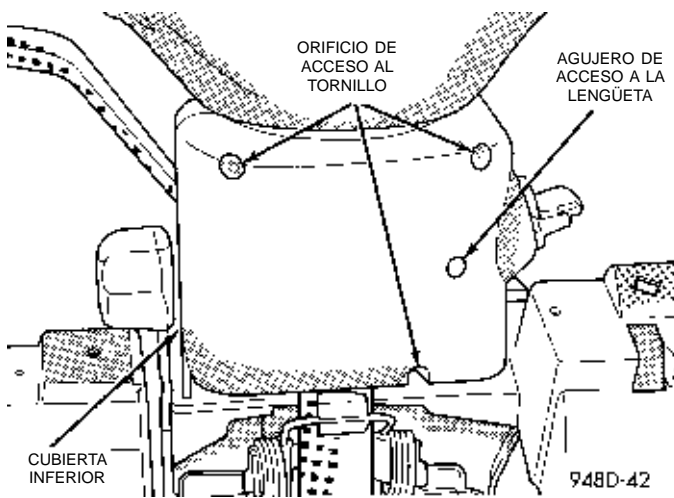 ORIFICIO DE
ACCESO AL
TORNILLO
AGUJERO DE
ACCESO A LA
LENGÜETA
CUBIERTA
INFERIOR
948D-42